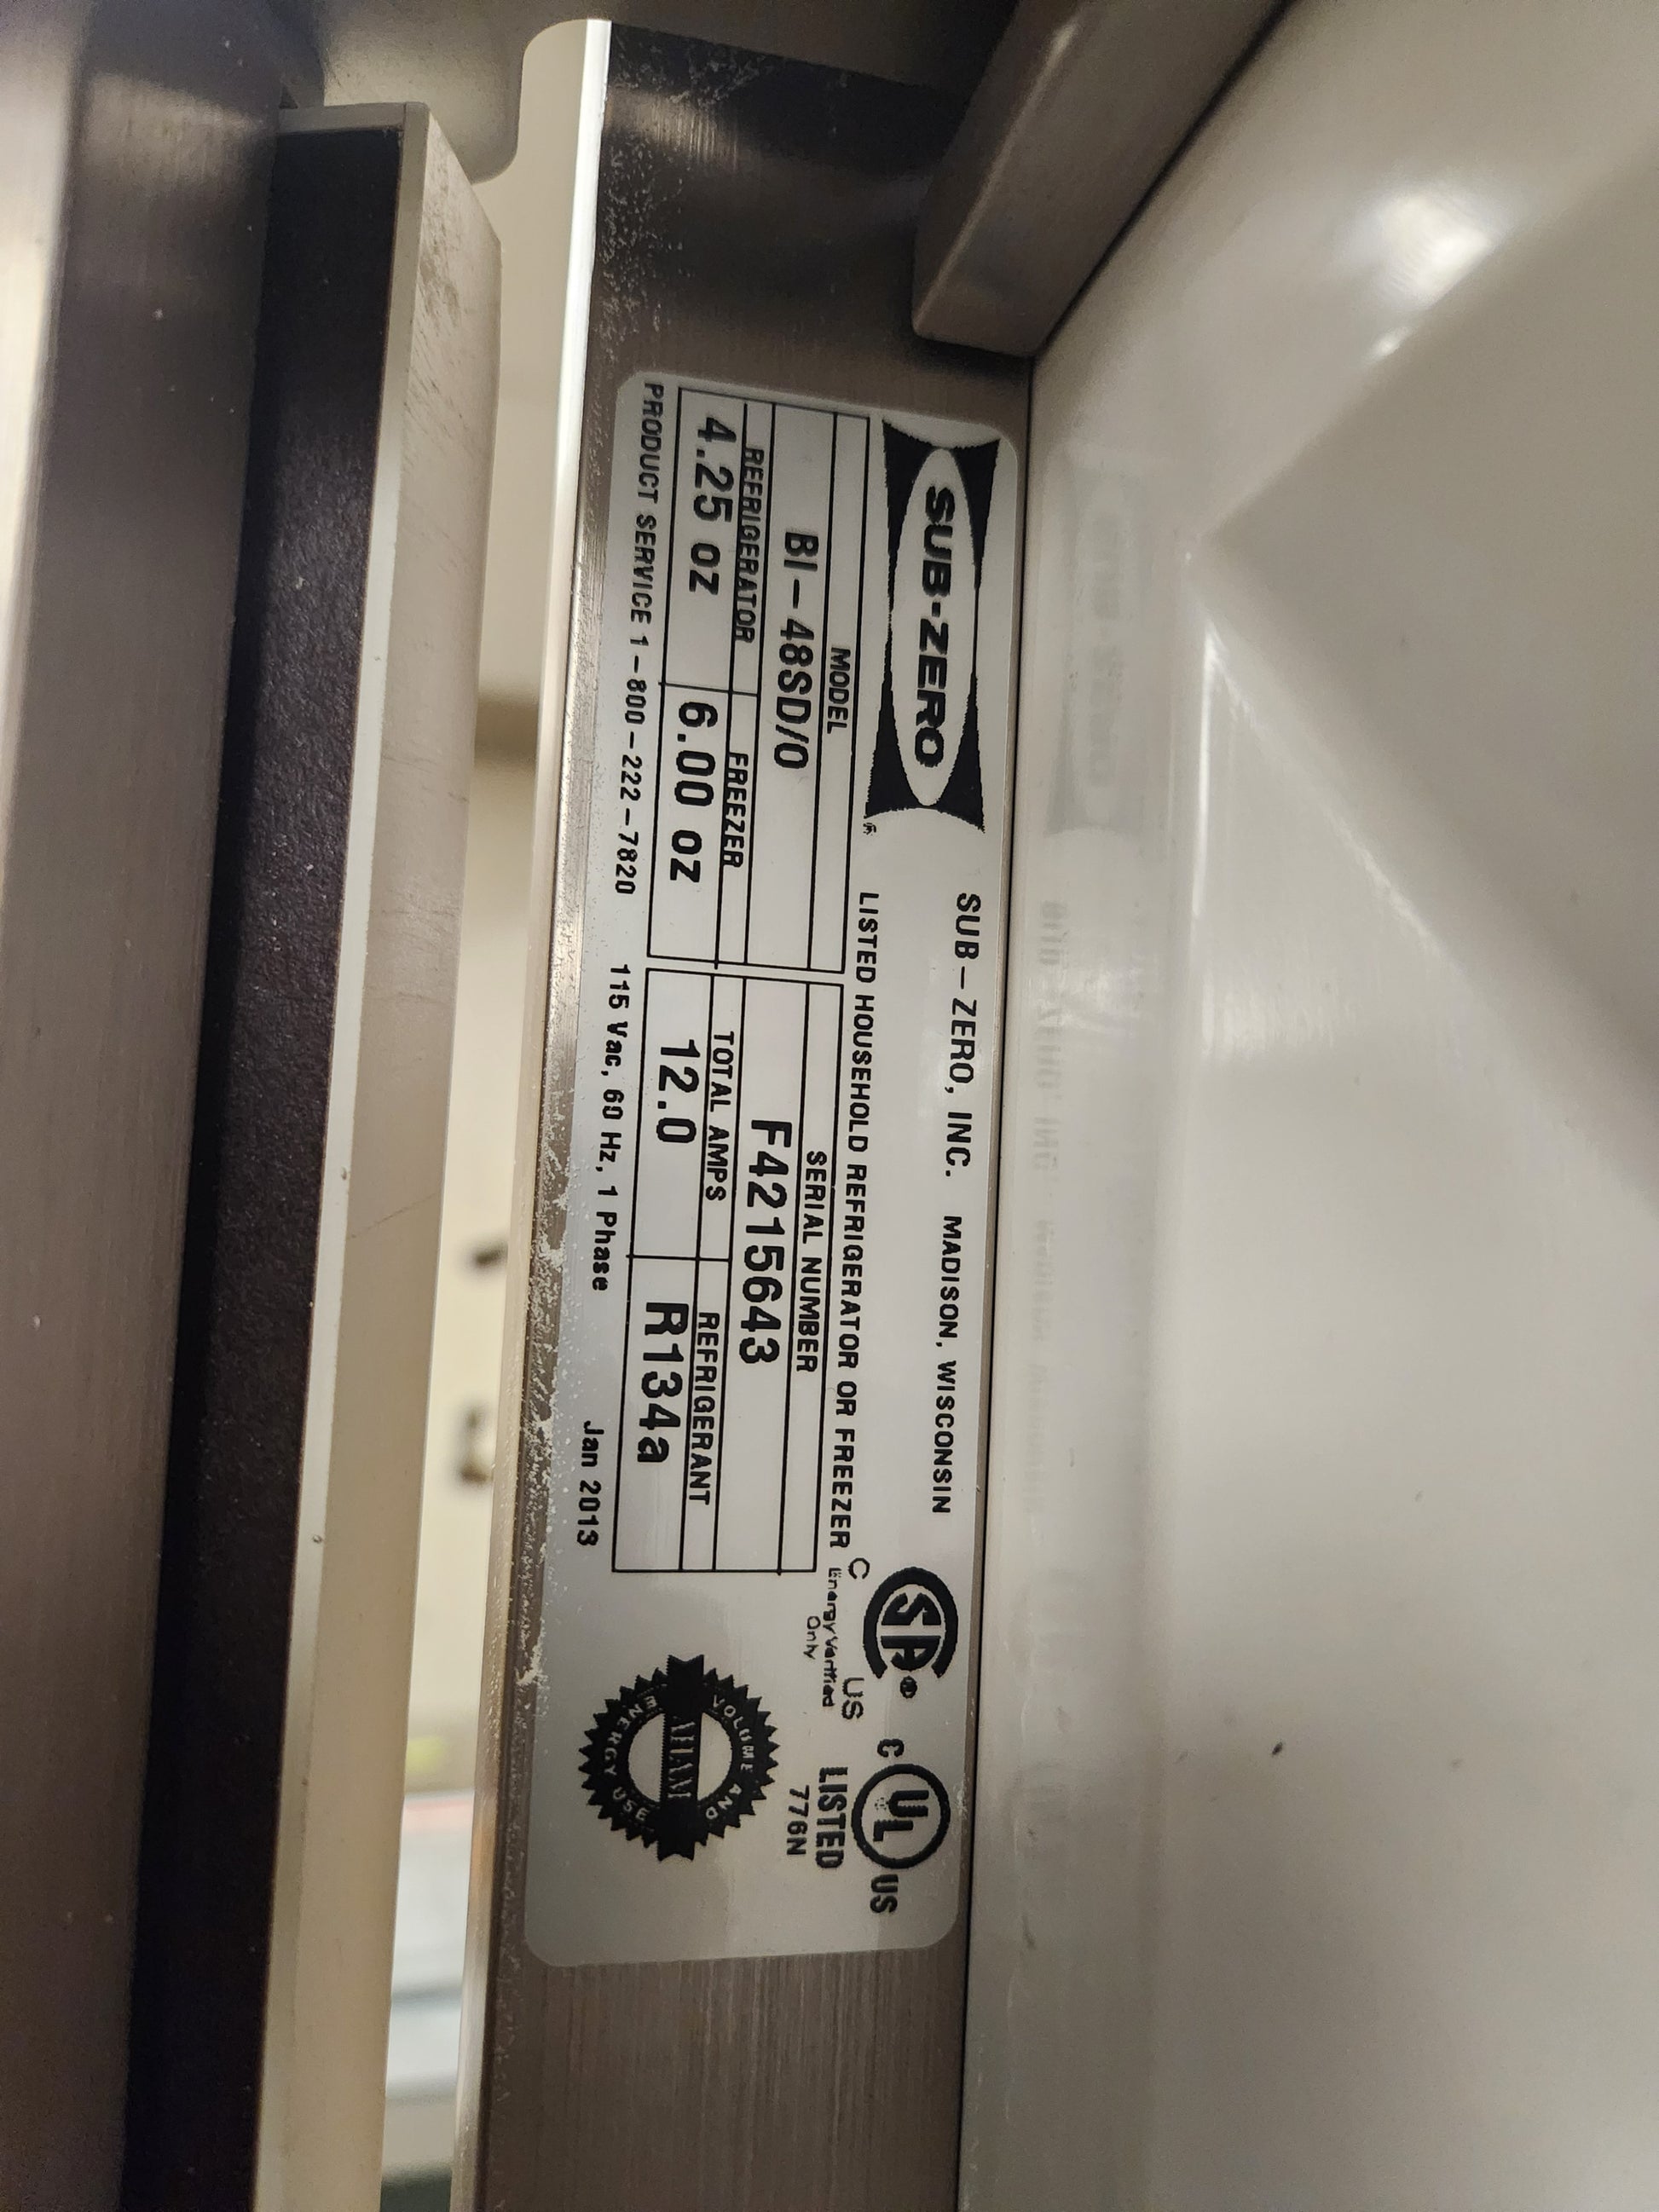 SUB-ZERO®
SUB-ZERO, INC. MADISON, WISCONSIN
LISTED HOUSEHOLD REFRIGERATOR OR FREEZER
MODEL
BI-48SD/O
SERIAL NUMBER
F4215643
REFRIGERATOR
4.25 oz
FREEZER
6.00 oz
TOTAL AMPS
12.0
REFRIGERANT
R134a
PRODUCT SERVICE 1-800-222-7820
115 Vac, 60 Hz, 1 Phase
Jan 2013
C SA® US
Energy Verified
Only
C UL US
LISTED
776N
VOLUME AND
AHAM
ENERGY USE